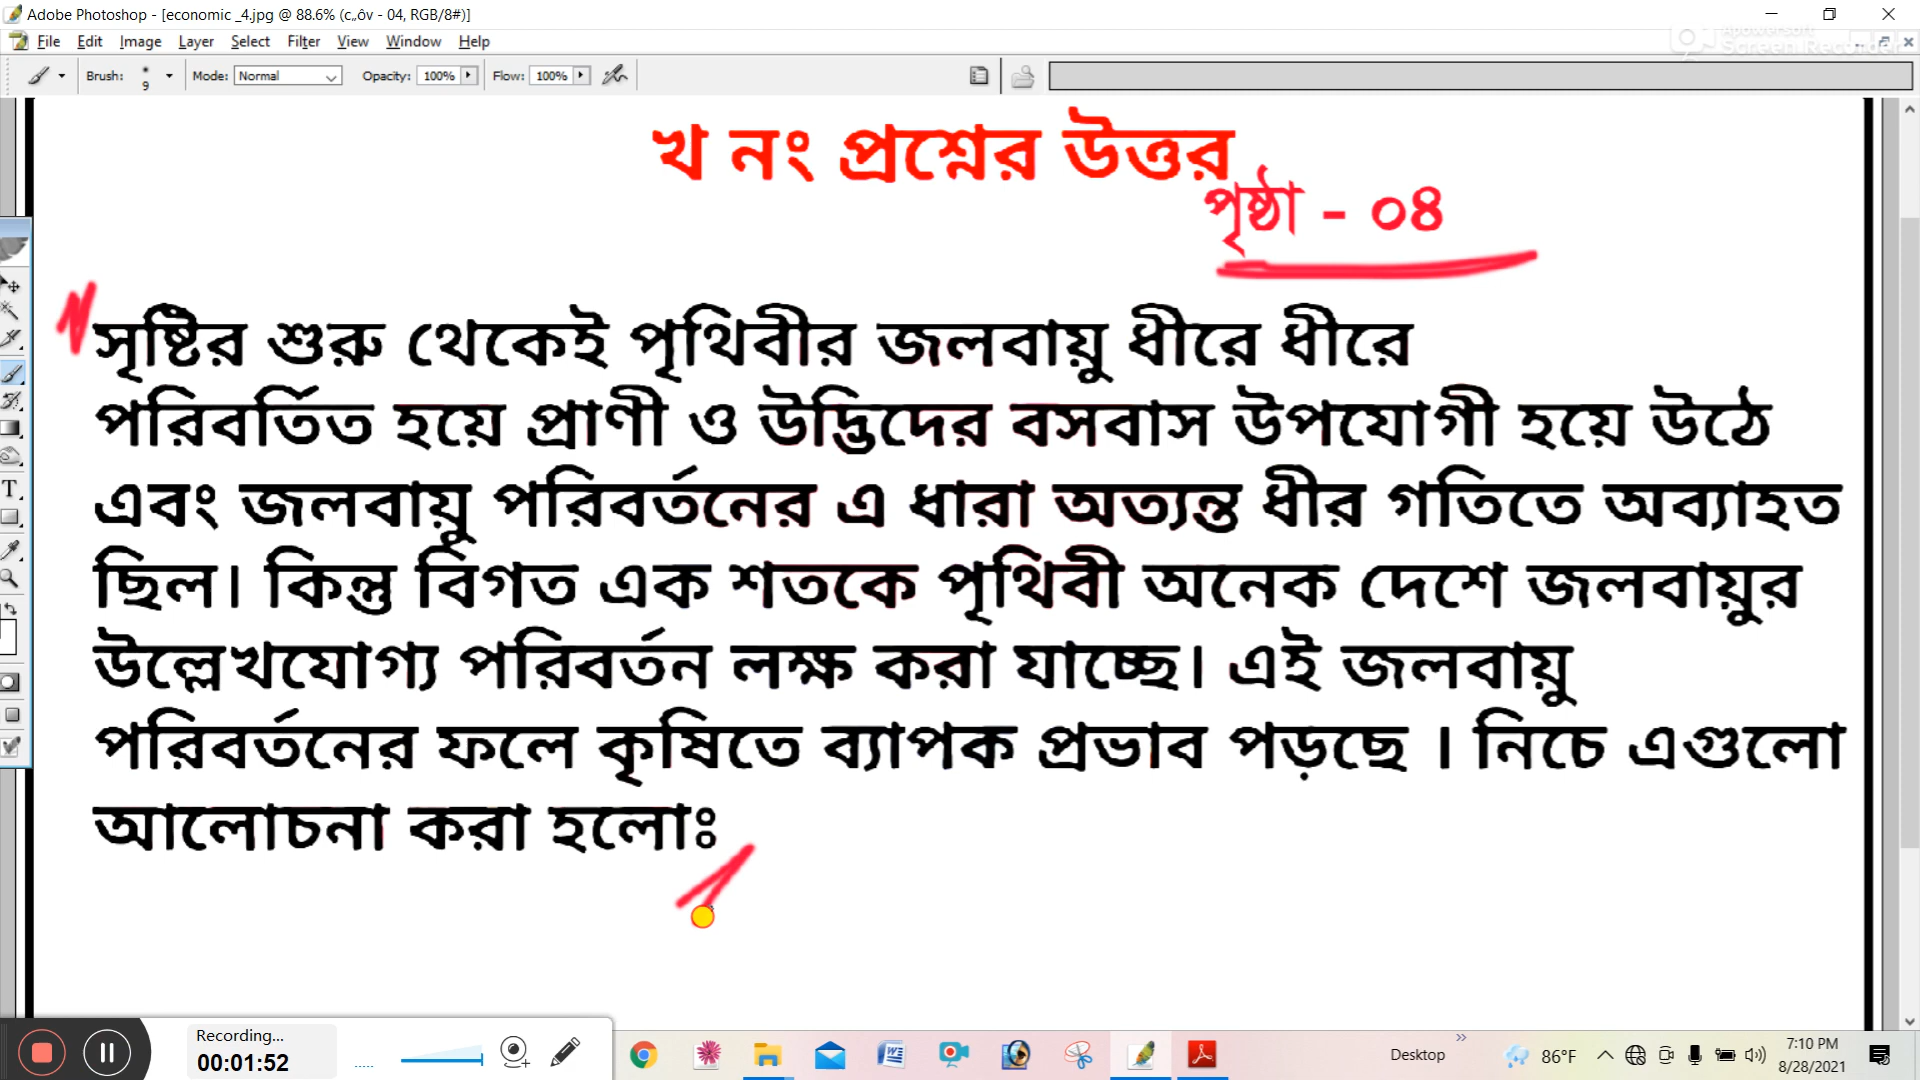 Adobe Photoshop - [economic _4.jpg @ 88.6% (c„ôv - 04, RGB/8#)]
File Edit Image Layer Select Filter View Window Help
Apowersoft
Screen Recorder
Brush: 9 Mode: Normal Opacity: 100% Flow: 100%
খ নং প্রশ্নের উত্তর
পৃষ্ঠা - ০৪
সৃষ্টির শুরু থেকেই পৃথিবীর জলবায়ু ধীরে ধীরে
পরিবর্তিত হয়ে প্রাণী ও উদ্ভিদের বসবাস উপযোগী হয়ে উঠে
এবং জলবায়ূ পরিবর্তনের এ ধারা অত্যন্ত ধীর গতিতে অব্যাহত
ছিল। কিন্তু বিগত এক শতকে পৃথিবী অনেক দেশে জলবায়ুর
উল্লেখযোগ্য পরিবর্তন লক্ষ করা যাচ্ছে। এই জলবায়ু
পরিবর্তনের ফলে কৃষিতে ব্যাপক প্রভাব পড়ছে । নিচে এগুলো
আলোচনা করা হলোঃ
Recording...
00:01:52
Desktop
86°F
7:10 PM
8/28/2021